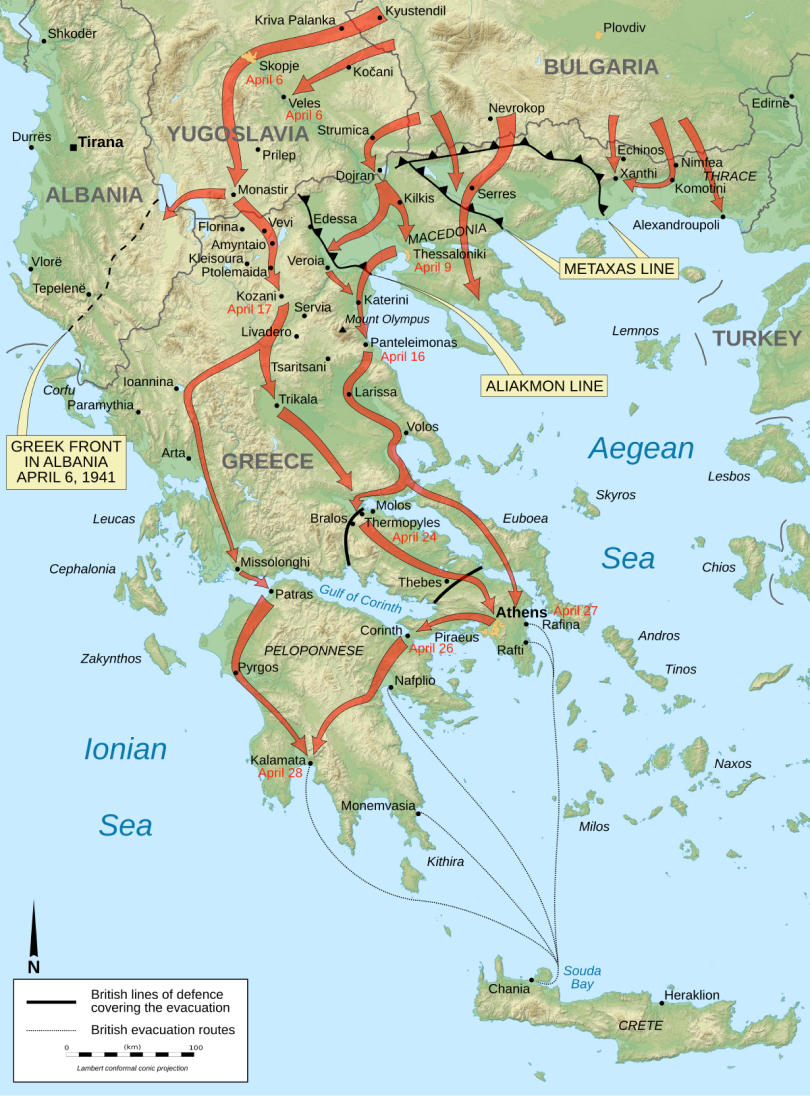 Kyustendil
Kriva Palanka
Shkodër
Plovdiv
Skopje
April 6
Kočani
BULGARIA
Veles
April 6
Nevrokop
Edirne
YUGOSLAVIA
Strumica
Durrës
Tirana
Prilep
Echinos
Nimfea
Xanthi
THRACE
Komotini
Dojran
ALBANIA
Monastir
Kilkis
Serres
Alexandroupoli
Florina
Vevi
Edessa
Amyntaio
MACEDONIA
Kleisoura
Thessaloniki
April 9
Vlorë
Ptolemaida
Veroia
METAXAS LINE
Tepelenë
Kozani
April 17
Servia
Katerini
Mount Olympus
Livadero
Panteleimonas
April 16
Lemnos
TURKEY
Tsaritsani
Ioannina
Corfu
Paramythia
Larissa
ALIAKMON LINE
Trikala
Volos
GREEK FRONT
IN ALBANIA
APRIL 6, 1941
Arta
GREECE
Aegean
Lesbos
Skyros
Leucas
Molos
Bralos
Thermopyles
April 24
Euboea
Sea
Cephalonia
Missolonghi
Chios
Thebes
Patras
Gulf of Corinth
Athens
April 27
Rafina
Corinth
Piraeus
April 26
Rafti
Andros
Zakynthos
PELOPONNESE
Pyrgos
Tinos
Nafplio
Ionian
Kalamata
April 28
Naxos
Monemvasia
Sea
Milos
Kithira
N
Souda
Bay
Chania
Heraklion
CRETE
British lines of defence
covering the evacuation
British evacuation routes
0 (km) 100
Lambert conformal conic projection